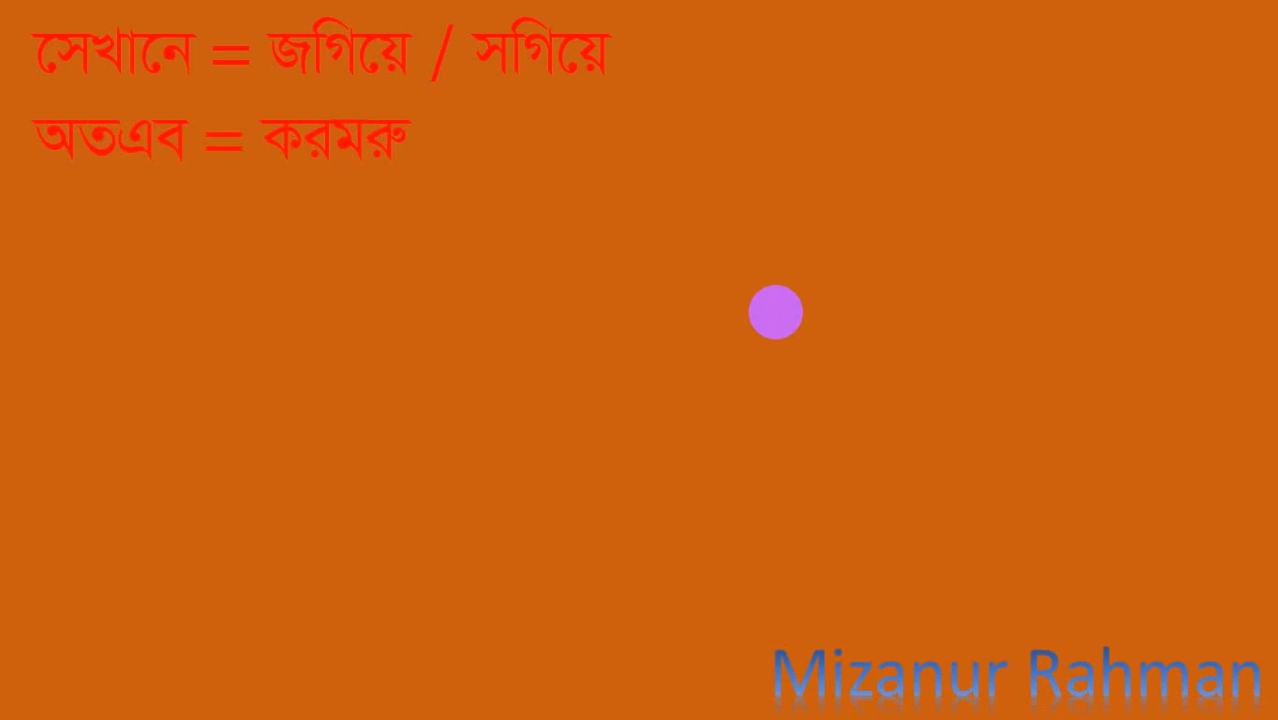 সেখানে = জগিয়ে / সগিয়ে
অতএব = করমরু
Mizanur Rahman